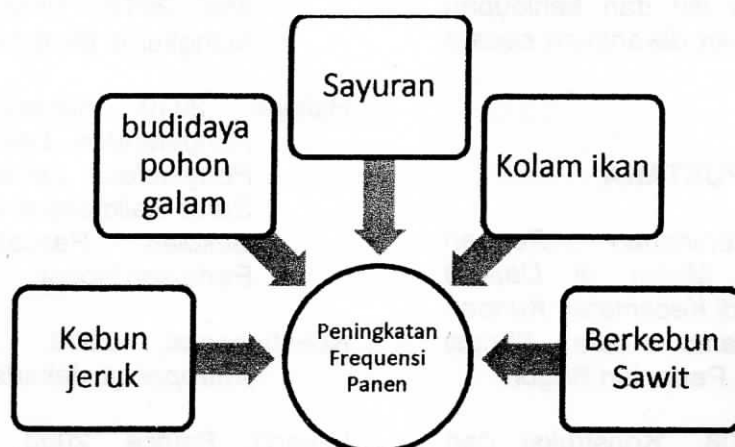 Sayuran
budidaya
pohon
galam
Kolam ikan
Kebun
jeruk
Peningkatan
Frequensi
Panen
Berkebun
Sawit